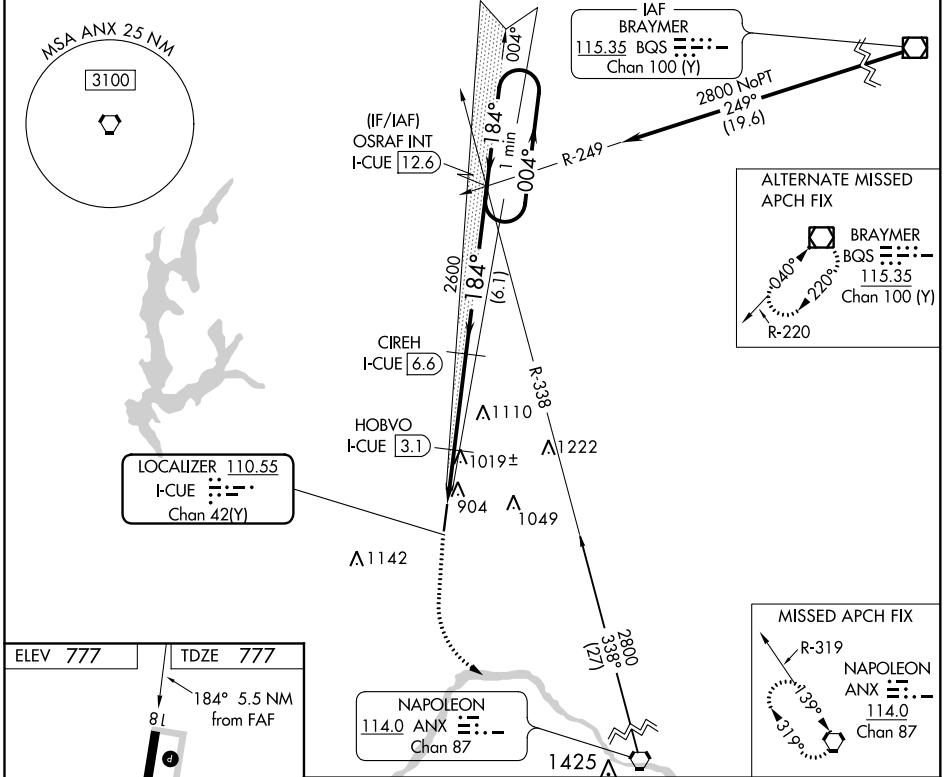 MSA ANX 25 NM
3100
IAF
BRAYMER
115.35 BQS
Chan 100 (Y)
2800 NoPT
249°
(19.6)
R-249
004°
184°
1 min
004°
(IF/IAF)
OSRAF INT
I-CUE 12.6
ALTERNATE MISSED
APCH FIX
BRAYMER
BQS
115.35
Chan 100 (Y)
040°
220°
R-220
2600
184°
(6.1)
CIREH
I-CUE 6.6
R-338
HOBVO
I-CUE 3.1
1110
1222
1019±
904
1049
1142
LOCALIZER 110.55
I-CUE
Chan 42(Y)
2800
338°
(27)
MISSED APCH FIX
R-319
NAPOLEON
ANX
114.0
Chan 87
139°
319°
NAPOLEON
114.0 ANX
Chan 87
1425
ELEV 777
TDZE 777
184° 5.5 NM
from FAF
18
P